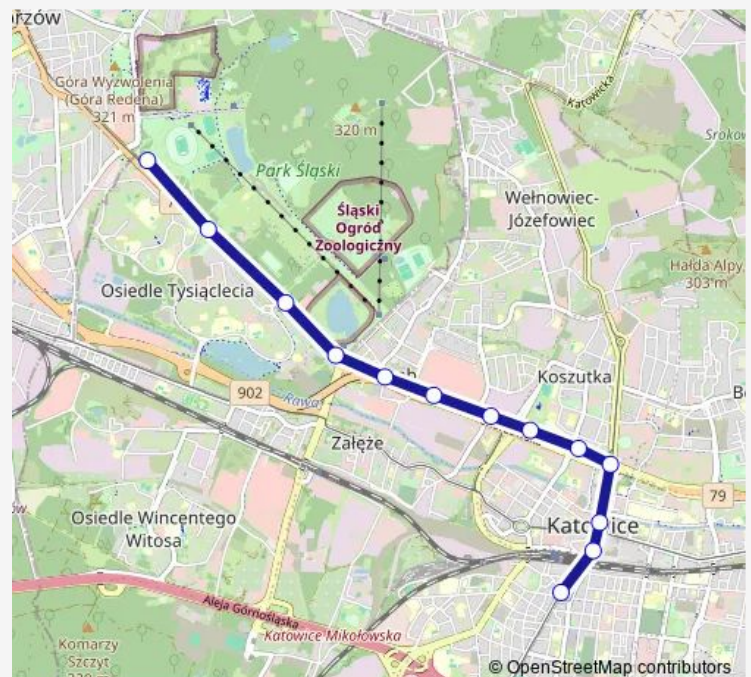 rzów
Góra Wyzwolenia
(Góra Redena)
321 m
320 m
Katowicka
Park Śląski
Śląski
Ogród
Zoologiczny
Wełnowiec-
Józefowiec
Hałda Alpy
303 m
Osiedle Tysiąclecia
902
Rawa
Koszutka
Załęże
79
Osiedle Wincentego
Witosa
Katowice
Aleja Górnośląska
Katowice Mikołowska
Komarzy
Szczyt
© OpenStreetMap contributors